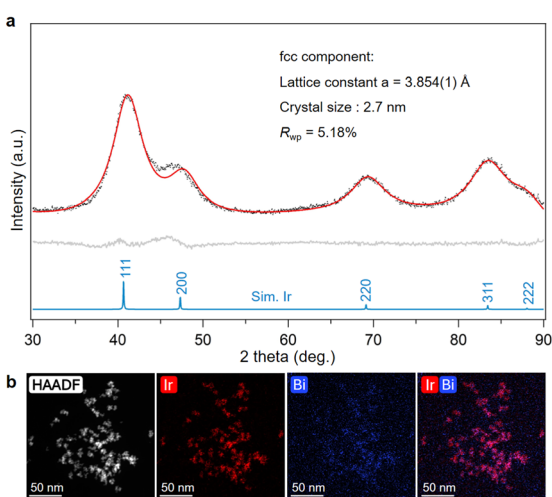 a
fcc component:
Lattice constant a = 3.854(1) Å
Crystal size : 2.7 nm
Rwp = 5.18%
Intensity (a.u.)
111
200
Sim. Ir
220
311
222
30 40 50 60 70 80 90
2 theta (deg.)
b
HAADF Ir Bi Ir Bi
50 nm 50 nm 50 nm 50 nm